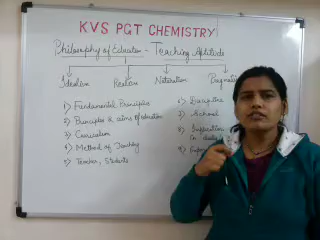 KVS PGT CHEMISTRY
Philosophy of Education - Teaching Aptitude
Idealism Realism Naturalism
1) Fundamental Principles
2) Principles & aims of education
3) Curriculum
4) Method of Teaching
5) Teacher, Students
6) Discipline
7) School
8)